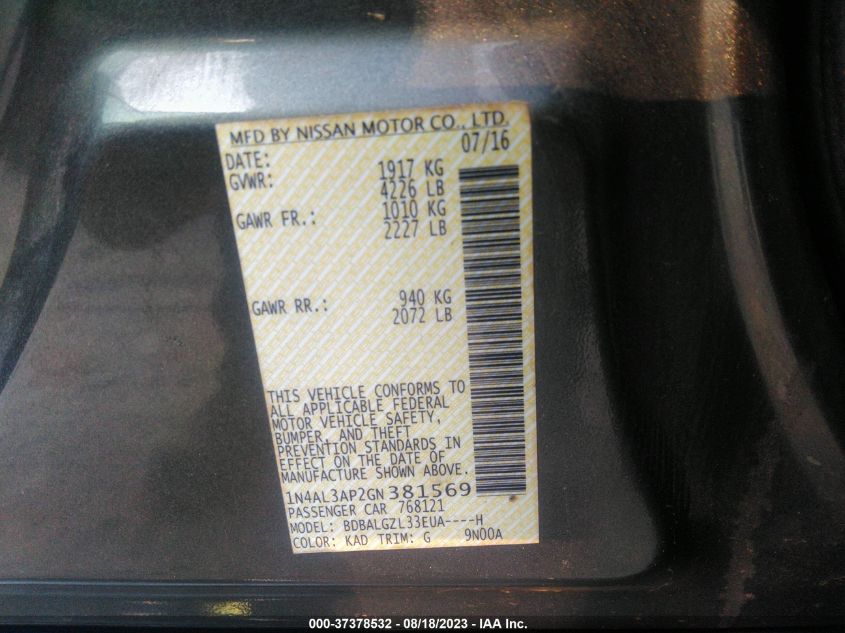 MFD BY NISSAN MOTOR CO., LTD.
DATE: 07/16
GVWR: 1917 KG
4226 LB
GAWR FR.: 1010 KG
2227 LB
GAWR RR.: 940 KG
2072 LB
THIS VEHICLE CONFORMS TO
ALL APPLICABLE FEDERAL
MOTOR VEHICLE SAFETY,
BUMPER, AND THEFT
PREVENTION STANDARDS IN
EFFECT ON THE DATE OF
MANUFACTURE SHOWN ABOVE.
1N4AL3AP2GN381569
PASSENGER CAR 768121
MODEL: BDBALGZL33EUA----H
COLOR: KAD TRIM: G 9N00A
000-37378532 - 08/18/2023 - IAA Inc.